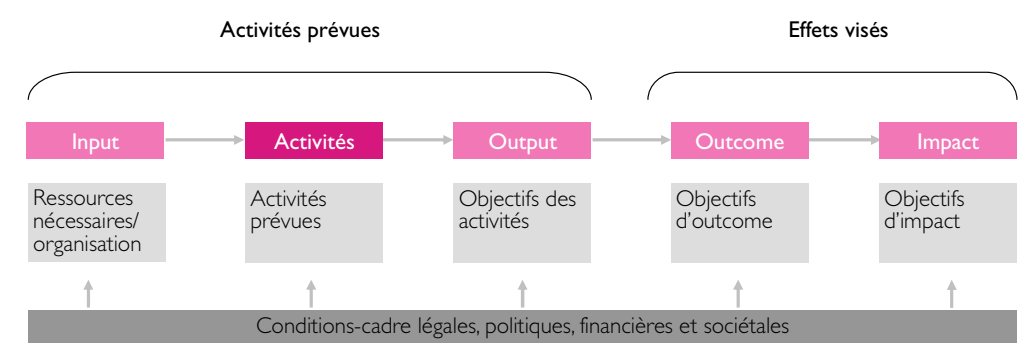 Activités prévues
Effets visés
Input
Activités
Output
Outcome
Impact
Ressources
nécessaires/
organisation
Activités
prévues
Objectifs des
activités
Objectifs
d'outcome
Objectifs
d'impact
Conditions-cadre légales, politiques, financières et sociétales